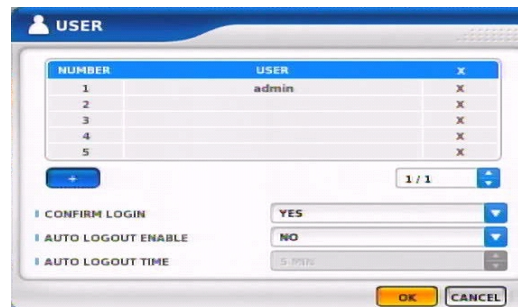 USER
NUMBER USER X
1 admin X
2 X
3 X
4 X
5 X
+ 1 / 1
CONFIRM LOGIN YES
AUTO LOGOUT ENABLE NO
AUTO LOGOUT TIME 5 MIN
OK CANCEL